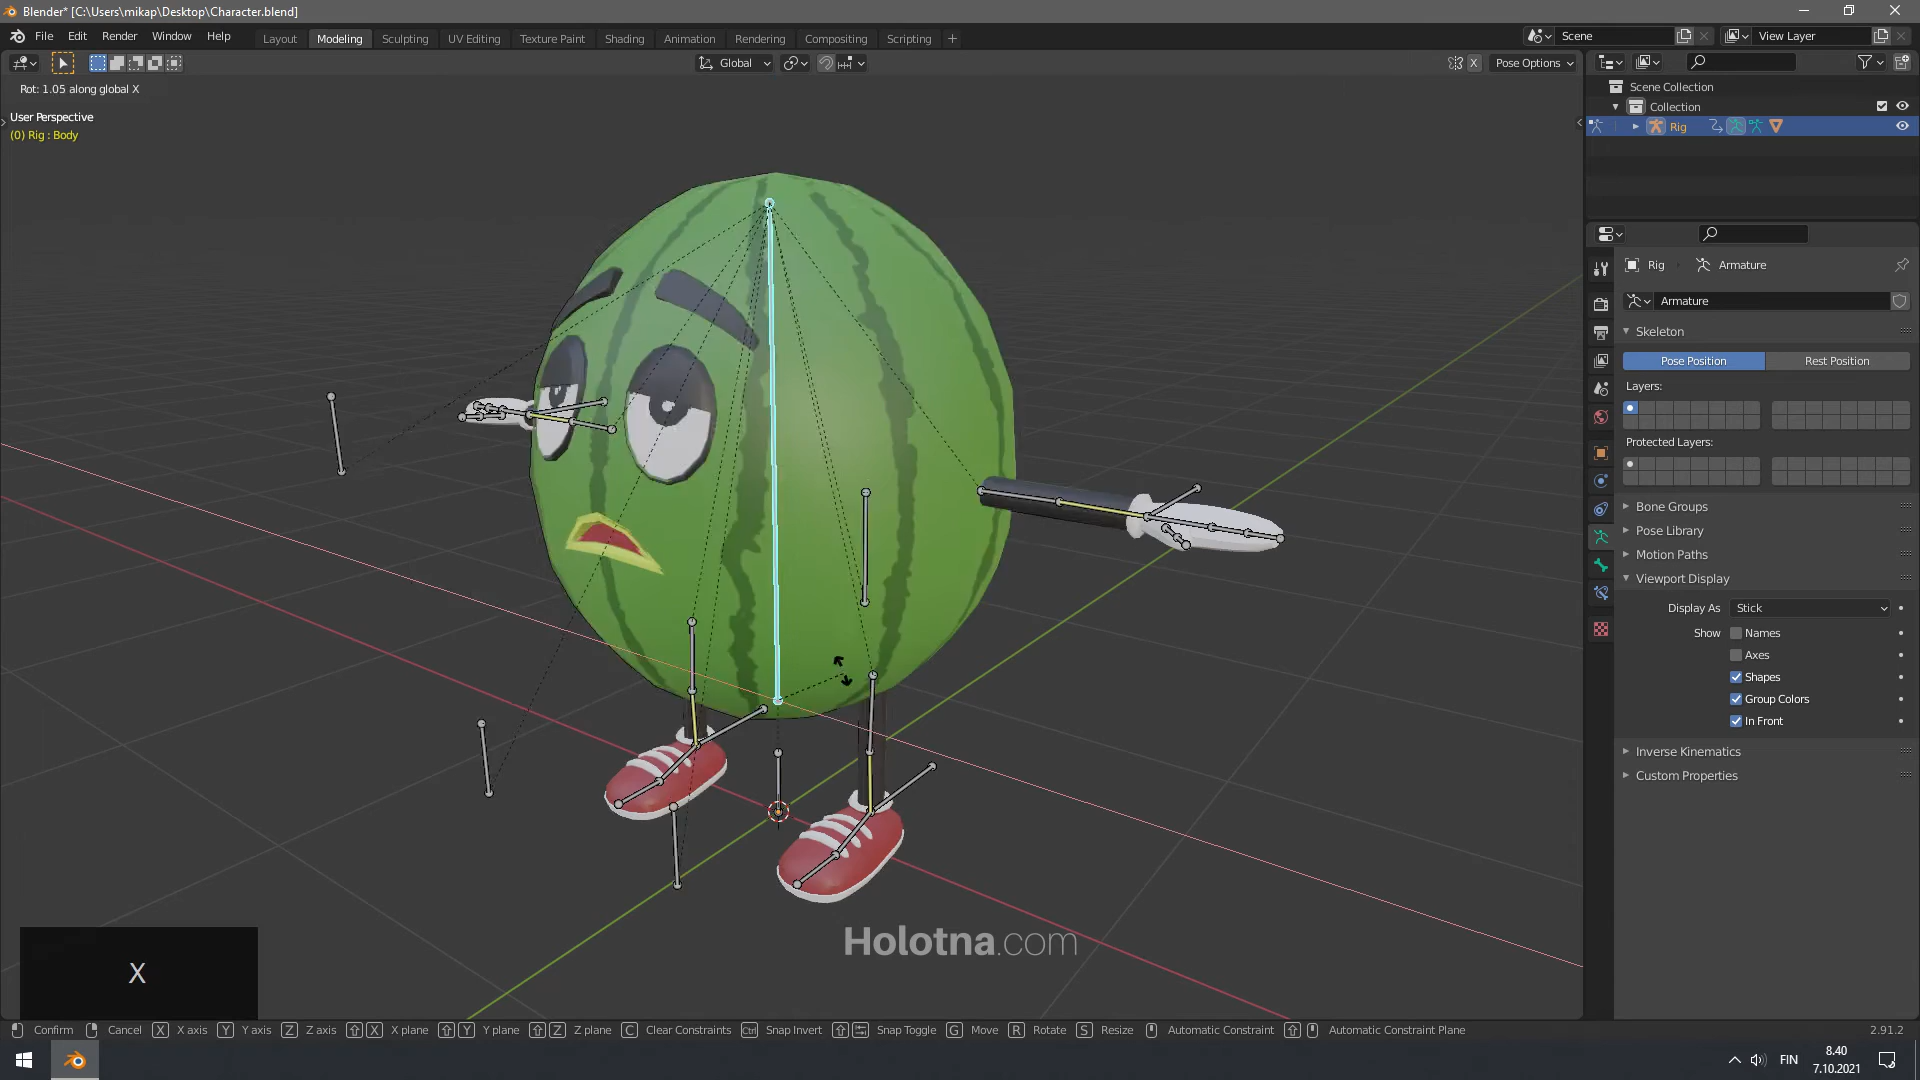 Blender* [C:\Users\mikap\Desktop\Character.blend]
File Edit Render Window Help
Layout Modeling Sculpting UV Editing Texture Paint Shading Animation Rendering Compositing Scripting +
Scene
View Layer
Global
X
Pose Options
Rot: 1.05 along global X
User Perspective
(0) Rig : Body
Scene Collection
Collection
Rig
Rig Armature
Armature
Skeleton
Pose Position Rest Position
Layers:
Protected Layers:
Bone Groups
Pose Library
Motion Paths
Viewport Display
Display As Stick
Show Names
Axes
Shapes
Group Colors
In Front
Inverse Kinematics
Custom Properties
Holotna.com
X
Confirm Cancel X X axis Y Y axis Z Z axis X X plane Y Y plane Z Z plane C Clear Constraints Ctrl Snap Invert Snap Toggle G Move R Rotate S Resize Automatic Constraint Automatic Constraint Plane 2.91.2
FIN
8.40
7.10.2021